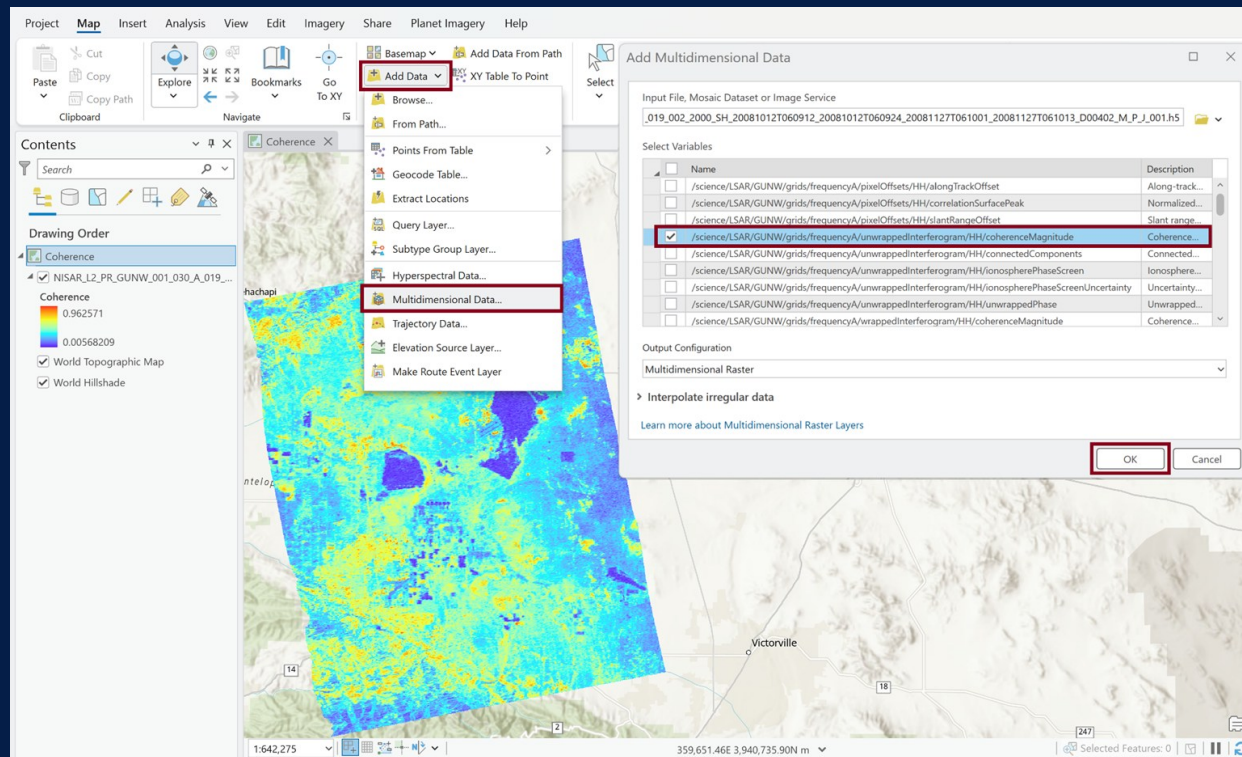 Project Map Insert Analysis View Edit Imagery Share Planet Imagery Help
Paste
Cut
Copy
Copy Path
Clipboard
Explore
Bookmarks
Go
To XY
Navigate
Basemap
Add Data From Path
Add Data
XY Table To Point
Select
Browse...
From Path...
Points From Table
Geocode Table...
Extract Locations
Query Layer...
Subtype Group Layer...
Hyperspectral Data...
Multidimensional Data...
Trajectory Data...
Elevation Source Layer...
Make Route Event Layer
Contents
Search
Drawing Order
Coherence
NISAR_L2_PR_GUNW_001_030_A_019_...
Coherence
0.962571
0.00568209
World Topographic Map
World Hillshade
Coherence
hachapi
ntelop
14
2
Victorville
18
247
Add Multidimensional Data
Input File, Mosaic Dataset or Image Service
_019_002_2000_SH_20081012T060912_20081012T060924_20081127T061001_20081127T061013_D00402_M_P_J_001.h5
Select Variables
Name Description
/science/LSAR/GUNW/grids/frequencyA/pixelOffsets/HH/alongTrackOffset Along-track...
/science/LSAR/GUNW/grids/frequencyA/pixelOffsets/HH/correlationSurfacePeak Normalized...
/science/LSAR/GUNW/grids/frequencyA/pixelOffsets/HH/slantRangeOffset Slant range...
/science/LSAR/GUNW/grids/frequencyA/unwrappedInterferogram/HH/coherenceMagnitude Coherence...
/science/LSAR/GUNW/grids/frequencyA/unwrappedInterferogram/HH/connectedComponents Connected...
/science/LSAR/GUNW/grids/frequencyA/unwrappedInterferogram/HH/ionospherePhaseScreen Ionosphere...
/science/LSAR/GUNW/grids/frequencyA/unwrappedInterferogram/HH/ionospherePhaseScreenUncertainty Uncertainty...
/science/LSAR/GUNW/grids/frequencyA/unwrappedInterferogram/HH/unwrappedPhase Unwrapped...
/science/LSAR/GUNW/grids/frequencyA/wrappedInterferogram/HH/coherenceMagnitude Coherence...
Output Configuration
Multidimensional Raster
Interpolate irregular data
Learn more about Multidimensional Raster Layers
OK
Cancel
1:642,275
359,651.46E 3,940,735.90N m
Selected Features: 0